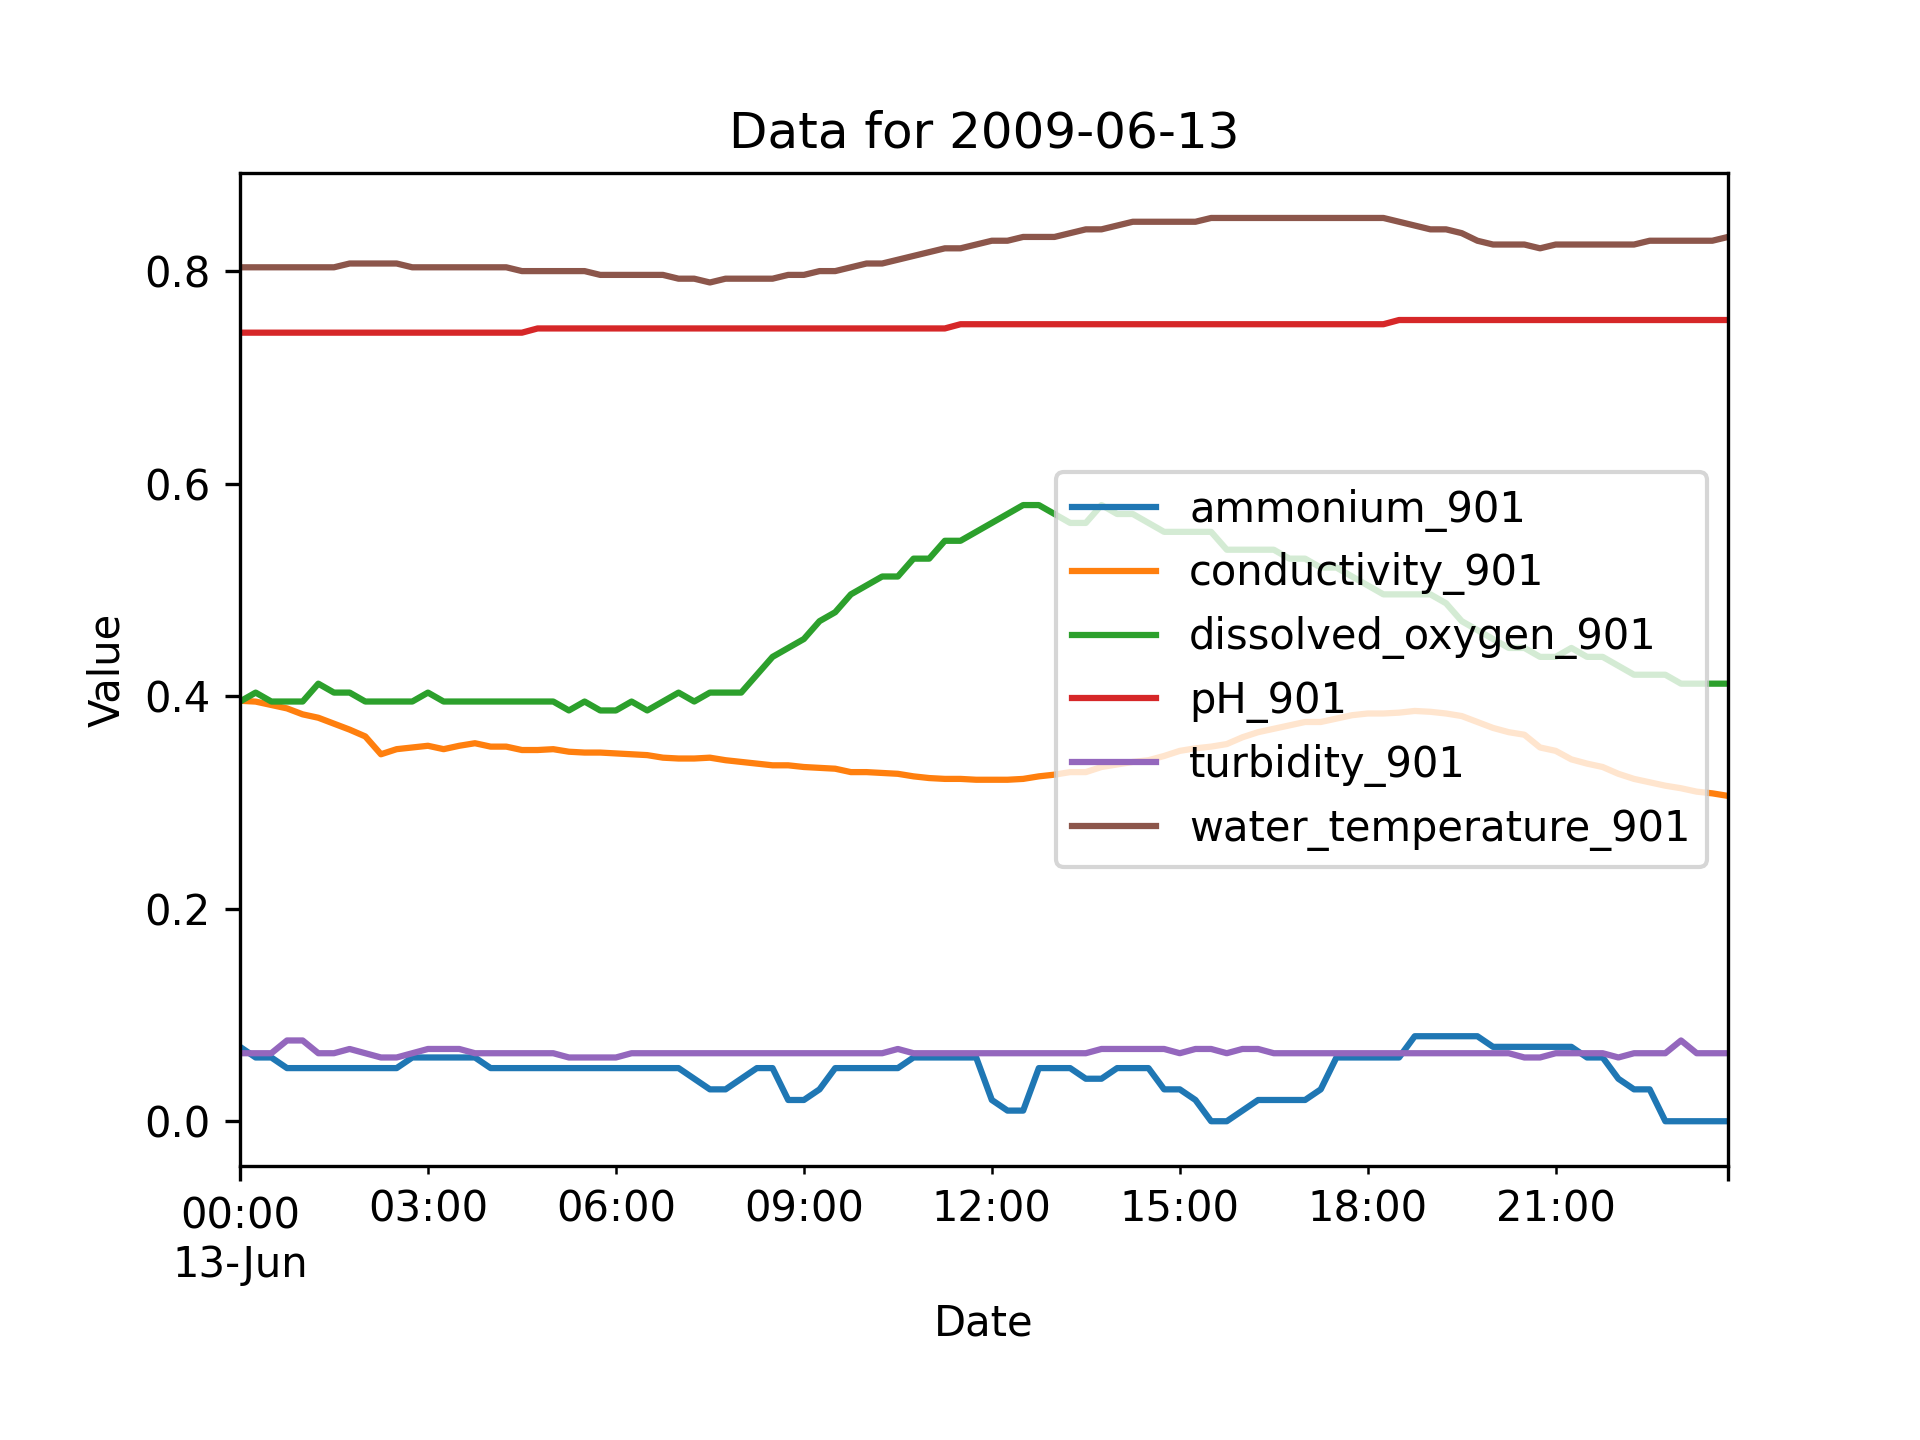 Data for 2009-06-13
Value
0.8
0.6
0.4
0.2
0.0
ammonium_901
conductivity_901
dissolved_oxygen_901
pH_901
turbidity_901
water_temperature_901
00:00 03:00 06:00 09:00 12:00 15:00 18:00 21:00
13-Jun
Date